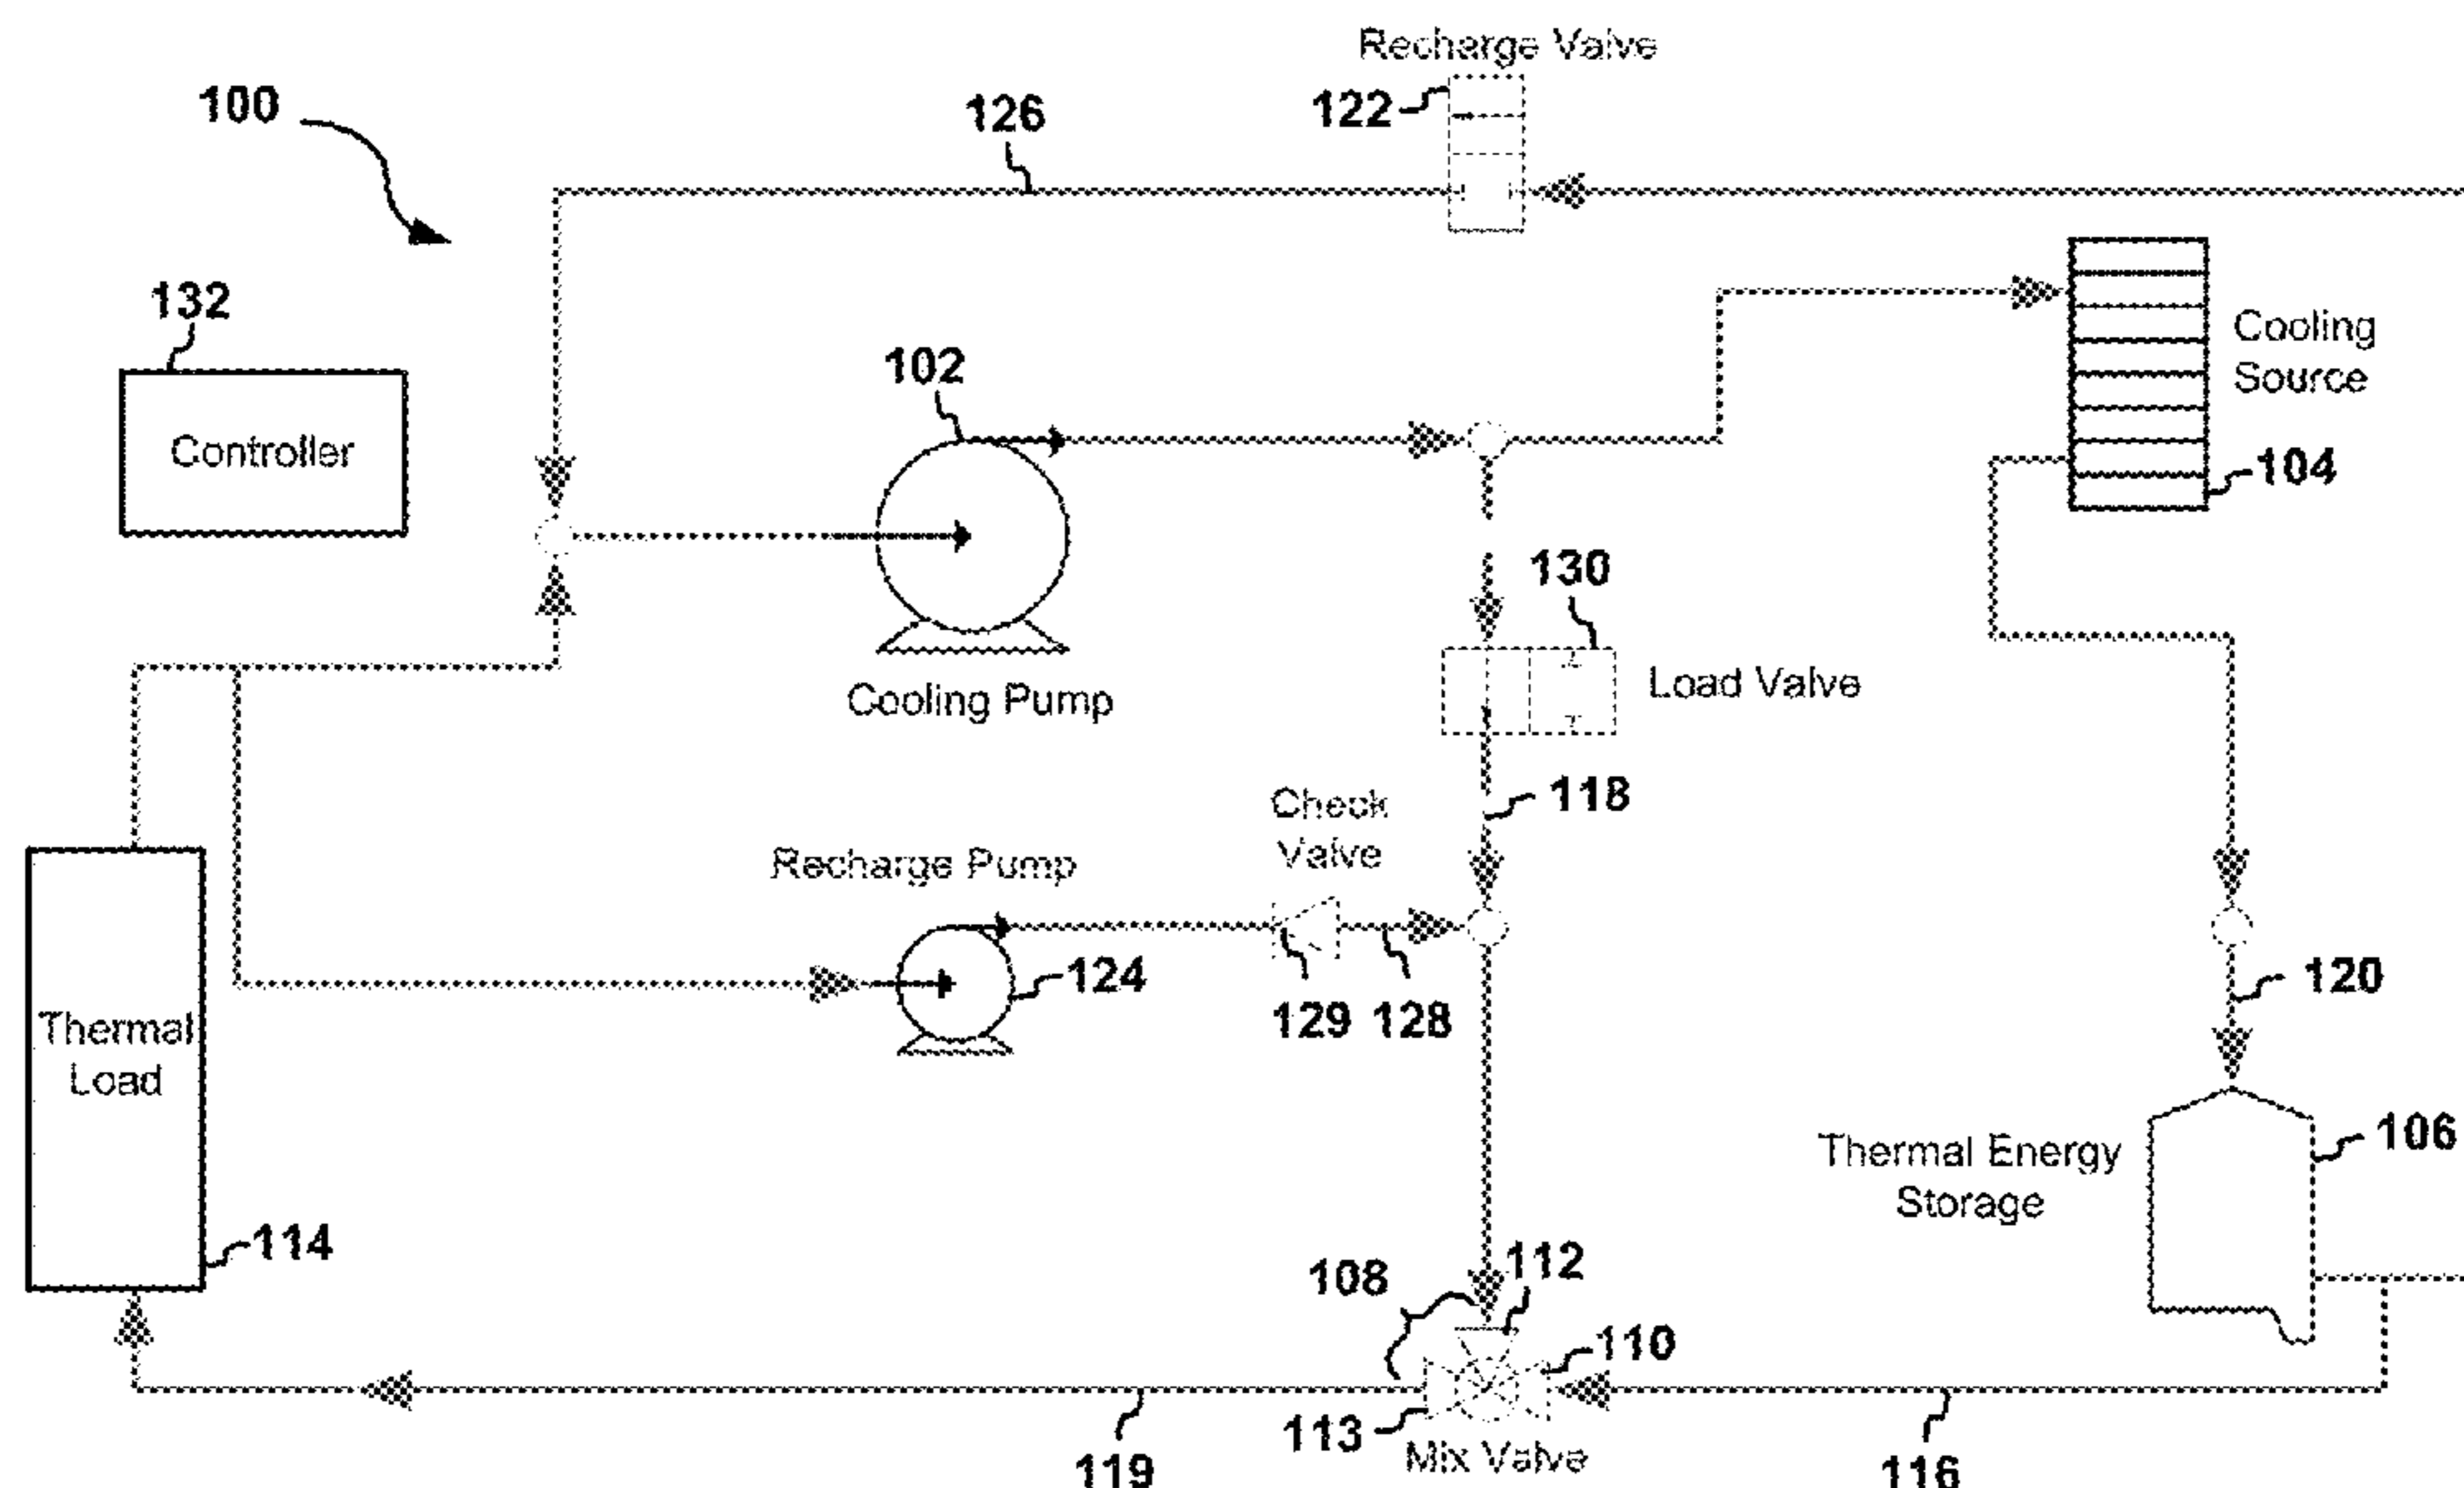 Recharge Valve
100
126
122
132
Controller
102
Cooling
Source
104
130
Cooling Pump
Load Valve
118
Check
Valve
Recharge Pump
124
129
128
120
Thermal
Load
106
Thermal Energy
Storage
114
108
112
110
113
Mix Valve
119
116